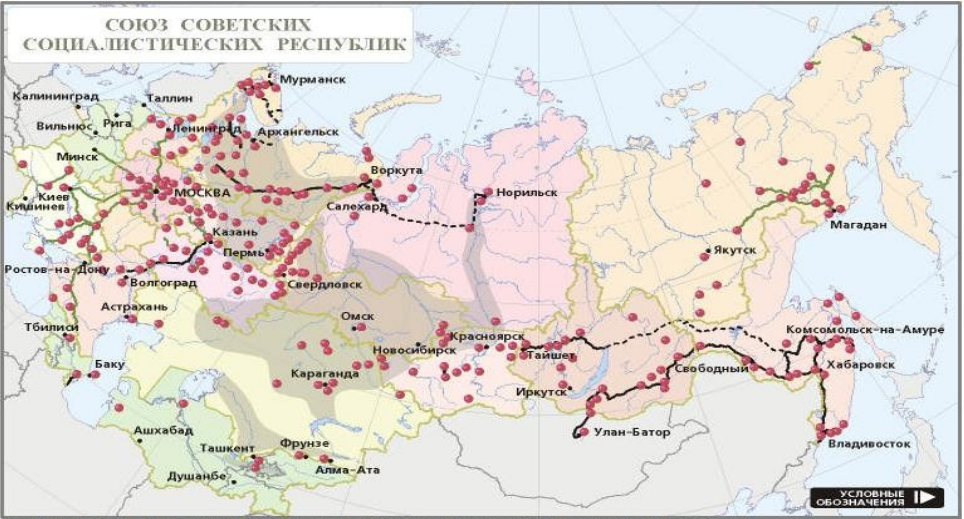 СОЮЗ СОВЕТСКИХ
СОЦИАЛИСТИЧЕСКИХ РЕСПУБЛИК
Мурманск
Калининград
Таллин
Вильнюс
Рига
Ленинград
Архангельск
Минск
Воркута
Киев
МОСКВА
Норильск
Кишинев
Салехард
Магадан
Казань
Пермь
Якутск
Ростов-на-Дону
Волгоград
Свердловск
Астрахань
Омск
Тбилиси
Красноярск
Комсомольск-на-Амуре
Новосибирск
Тайшет
Баку
Караганда
Свободный
Хабаровск
Иркутск
Ашхабад
Фрунзе
Улан-Батор
Ташкент
Владивосток
Алма-Ата
Душанбе
УСЛОВНЫЕ
ОБОЗНАЧЕНИЯ